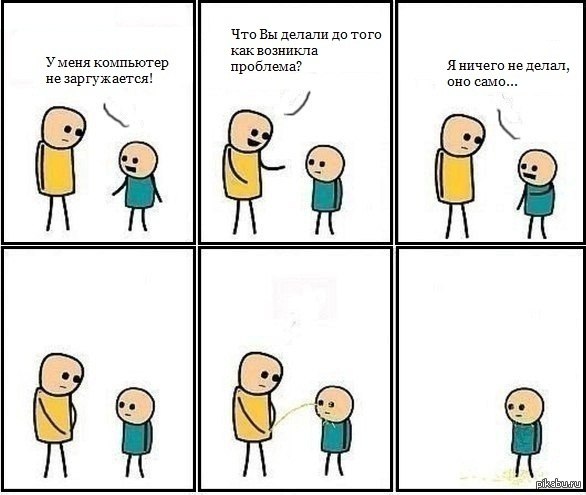 У меня компьютер
не заргужается!
Что Вы делали до того
как возникла
проблема?
Я ничего не делал,
оно само...
pikabu.ru